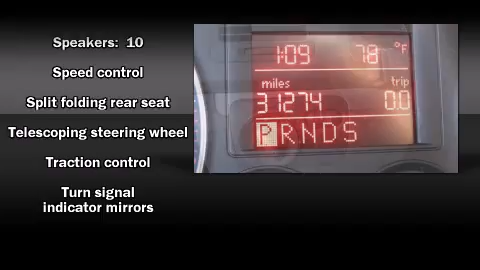 Speakers: 10
Speed control
Split folding rear seat
Telescoping steering wheel
Traction control
Turn signal
indicator mirrors
1:09 78 °F
miles trip
31274 0.0
PRNDS